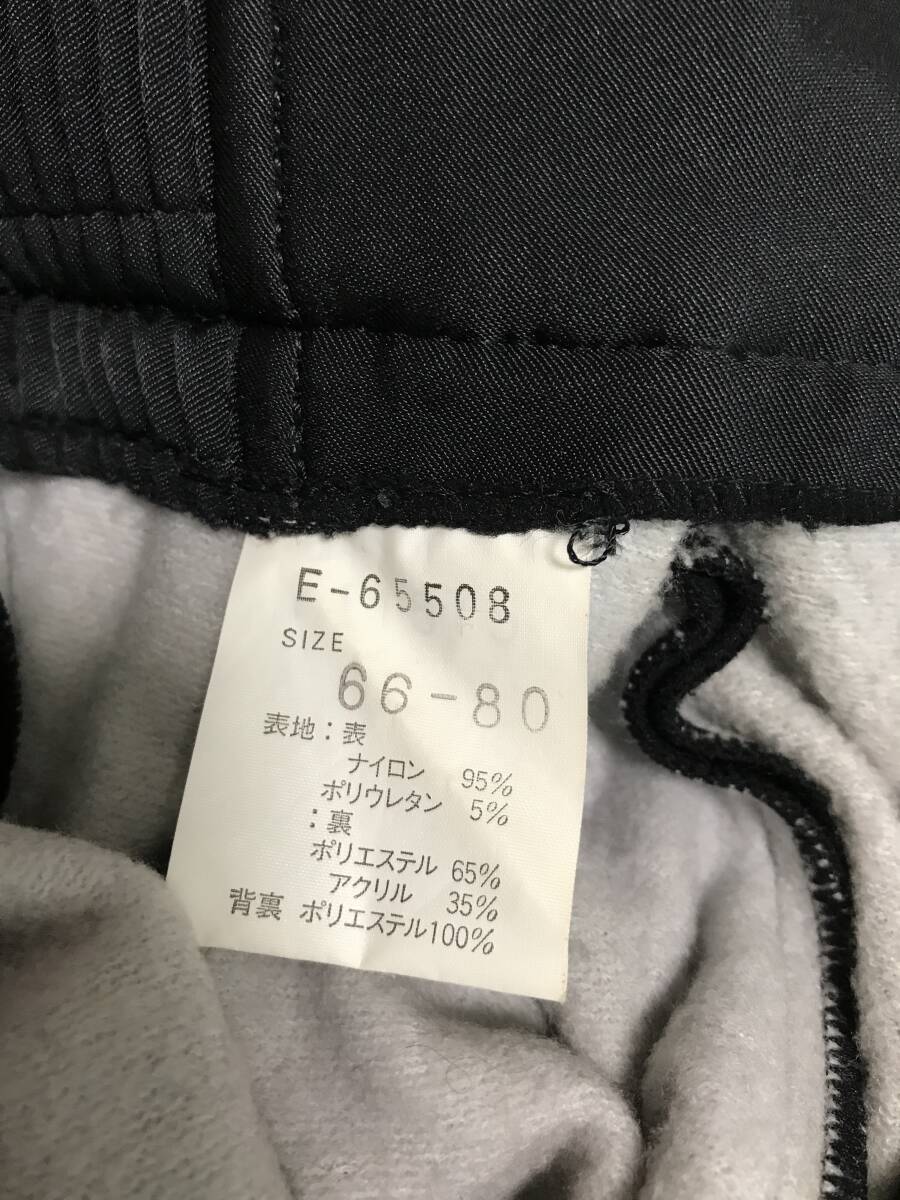 E-65508
SIZE
66-80
表地：表
ナイロン 95%
ポリウレタン 5%
：裏
ポリエステル 65%
アクリル 35%
背裏 ポリエステル100%